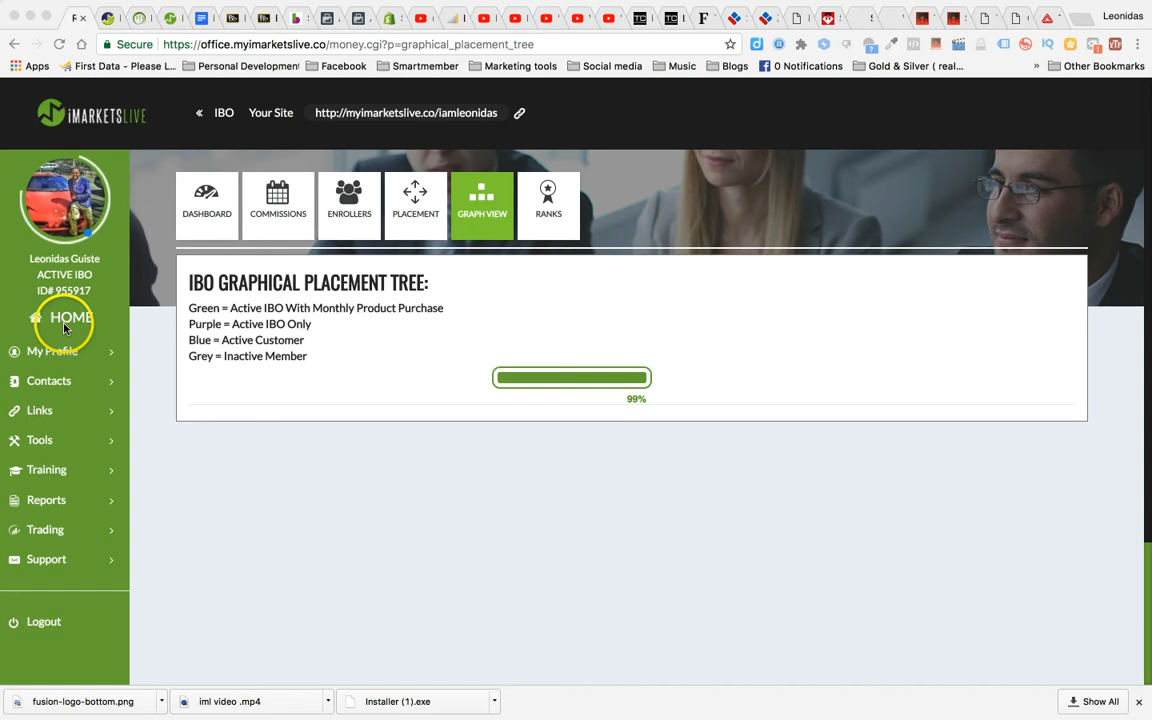 R
Leonidas
Secure
https://office.myimarketslive.co/money.cgi?p=graphical_placement_tree
Apps
First Data - Please L...
Personal Development
Facebook
Smartmember
Marketing tools
Social media
Music
Blogs
0 Notifications
Gold & Silver ( real...
»
Other Bookmarks
iMARKETSLIVE
« IBO Your Site http://myimarketslive.co/iamleonidas
DASHBOARD
COMMISSIONS
ENROLLERS
PLACEMENT
GRAPH VIEW
RANKS
Leonidas Guiste
ACTIVE IBO
ID# 955917
HOME
My Profile
Contacts
Links
Tools
Training
Reports
Trading
Support
Logout
IBO GRAPHICAL PLACEMENT TREE:
Green = Active IBO With Monthly Product Purchase
Purple = Active IBO Only
Blue = Active Customer
Grey = Inactive Member
99%
fusion-logo-bottom.png
iml video .mp4
Installer (1).exe
Show All